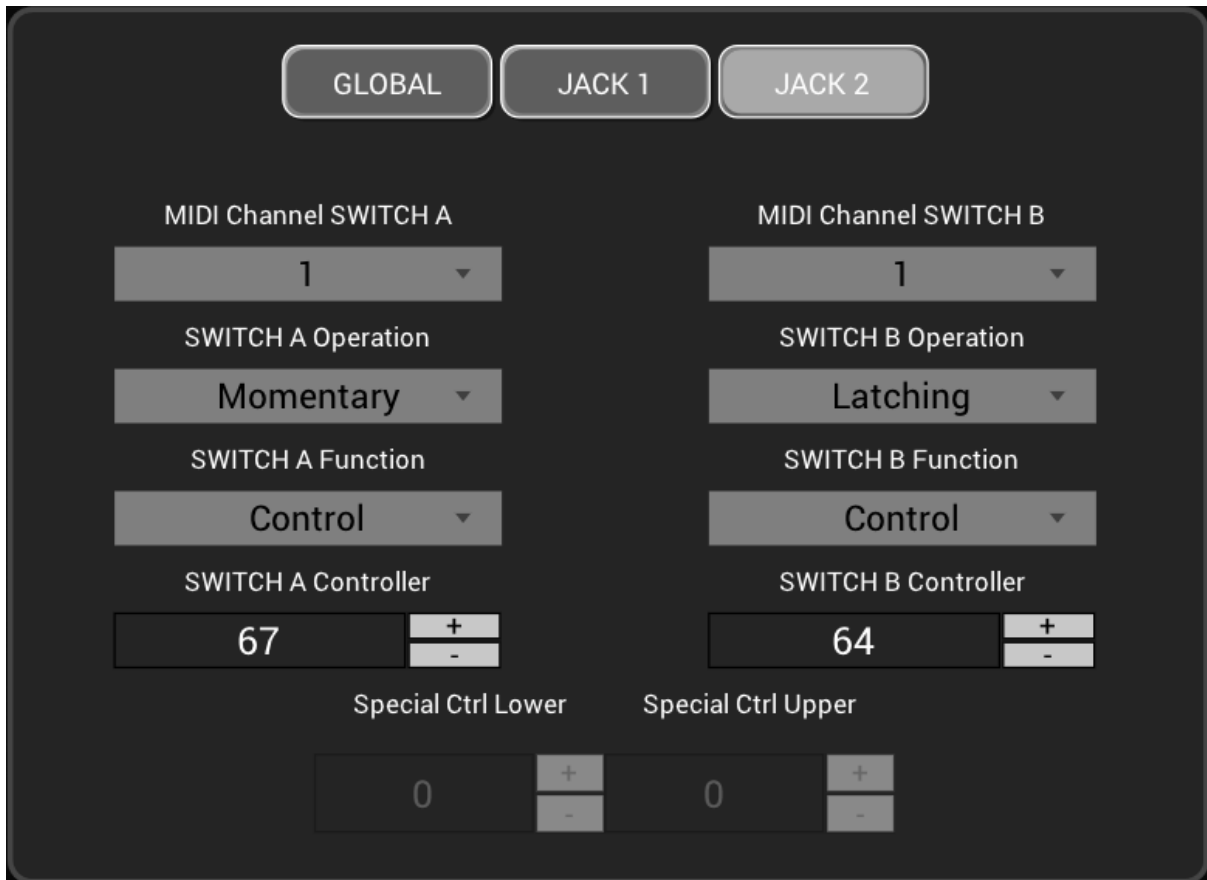 GLOBAL JACK 1 JACK 2
MIDI Channel SWITCH A MIDI Channel SWITCH B
1 1
SWITCH A Operation SWITCH B Operation
Momentary Latching
SWITCH A Function SWITCH B Function
Control Control
SWITCH A Controller SWITCH B Controller
67 + - 64 + -
Special Ctrl Lower Special Ctrl Upper
0 + - 0 + -